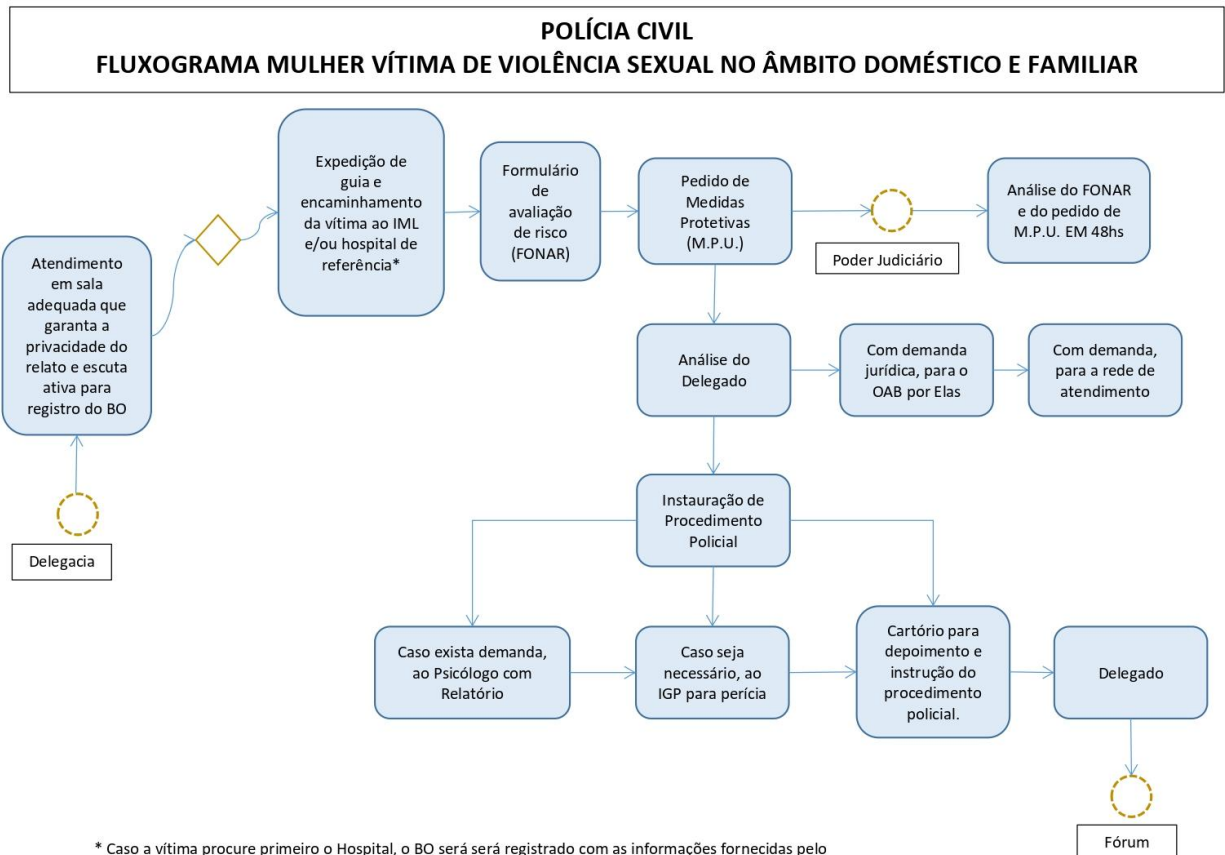 POLÍCIA CIVIL
FLUXOGRAMA MULHER VÍTIMA DE VIOLÊNCIA SEXUAL NO ÂMBITO DOMÉSTICO E FAMILIAR
Atendimento
em sala
adequada que
garanta a
privacidade do
relato e escuta
ativa para
registro do BO
Delegacia
Expedição de
guia e
encaminhamento
da vítima ao IML
e/ou hospital de
referência*
Formulário
de
avaliação
de risco
(FONAR)
Pedido de
Medidas
Protetivas
(M.P.U.)
Poder Judiciário
Análise do FONAR
e do pedido de
M.P.U. EM 48hs
Análise do
Delegado
Com demanda
jurídica, para o
OAB por Elas
Com demanda,
para a rede de
atendimento
Instauração de
Procedimento
Policial
Caso exista demanda,
ao Psicólogo com
Relatório
Caso seja
necessário, ao
IGP para perícia
Cartório para
depoimento e
instrução do
procedimento
policial.
Delegado
Fórum
* Caso a vítima procure primeiro o Hospital, o BO será será registrado com as informações fornecidas pelo